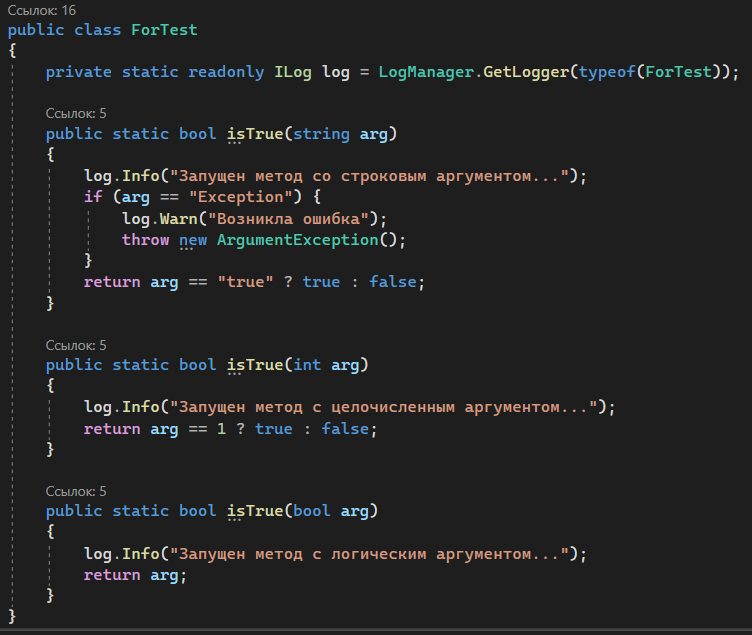 Ссылок: 16
public class ForTest
{
private static readonly ILog log = LogManager.GetLogger(typeof(ForTest));
Ссылок: 5
public static bool isTrue(string arg)
{
log.Info("Запущен метод со строковым аргументом...");
if (arg == "Exception") {
log.Warn("Возникла ошибка");
throw new ArgumentException();
}
return arg == "true" ? true : false;
}
Ссылок: 5
public static bool isTrue(int arg)
{
log.Info("Запущен метод с целочисленным аргументом...");
return arg == 1 ? true : false;
}
Ссылок: 5
public static bool isTrue(bool arg)
{
log.Info("Запущен метод с логическим аргументом...");
return arg;
}
}